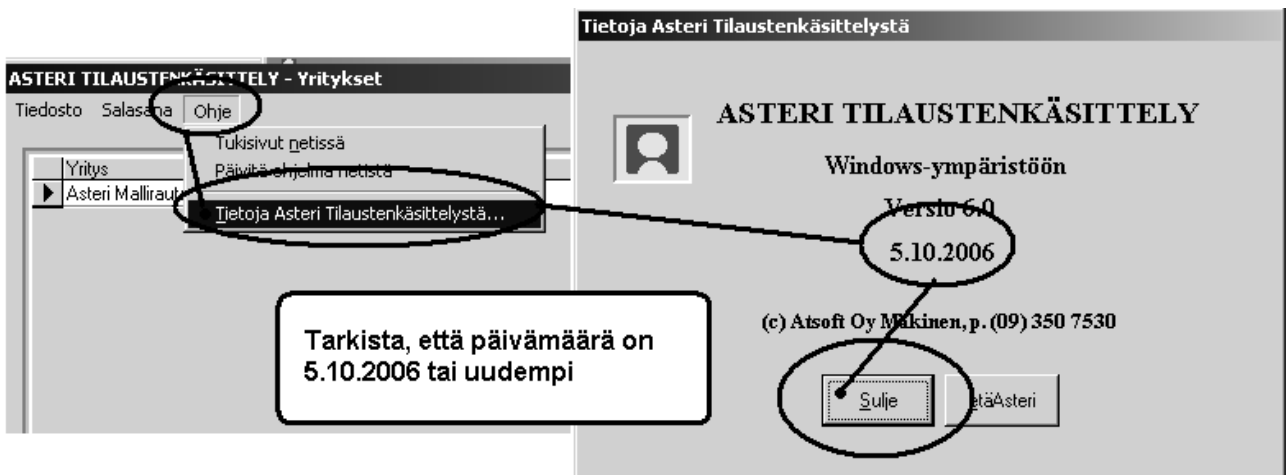 ASTERI TILAUSTENKÄSITTELY - Yritykset
Tiedosto Salasana Ohje
Tukisivut netissä
Päivitä ohjelma netistä
Tietoja Asteri Tilaustenkäsittelystä...
Yritys
Asteri Malliraut
Tarkista, että päivämäärä on
5.10.2006 tai uudempi
Tietoja Asteri Tilaustenkäsittelystä
ASTERI TILAUSTENKÄSITTELY
Windows-ympäristöön
Versio 6.0
5.10.2006
(c) Atsoft Oy Mäkinen, p. (09) 350 7530
Sulje
etäAsteri